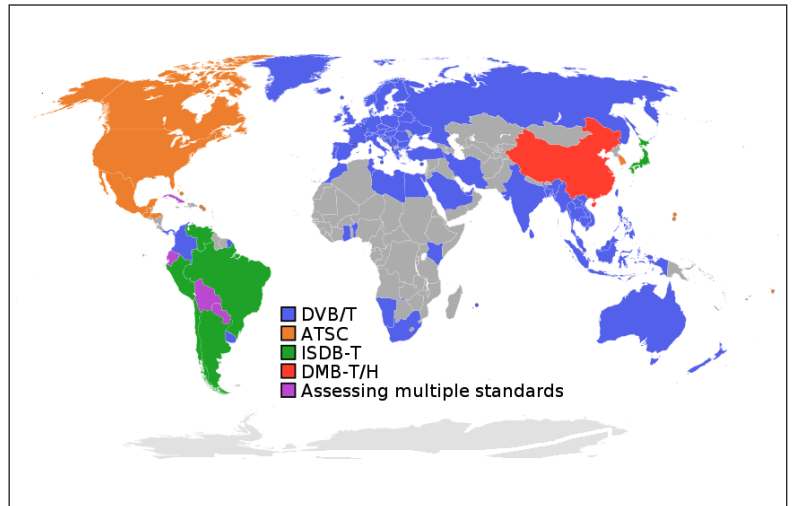 DVB/T
ATSC
ISDB-T
DMB-T/H
Assessing multiple standards